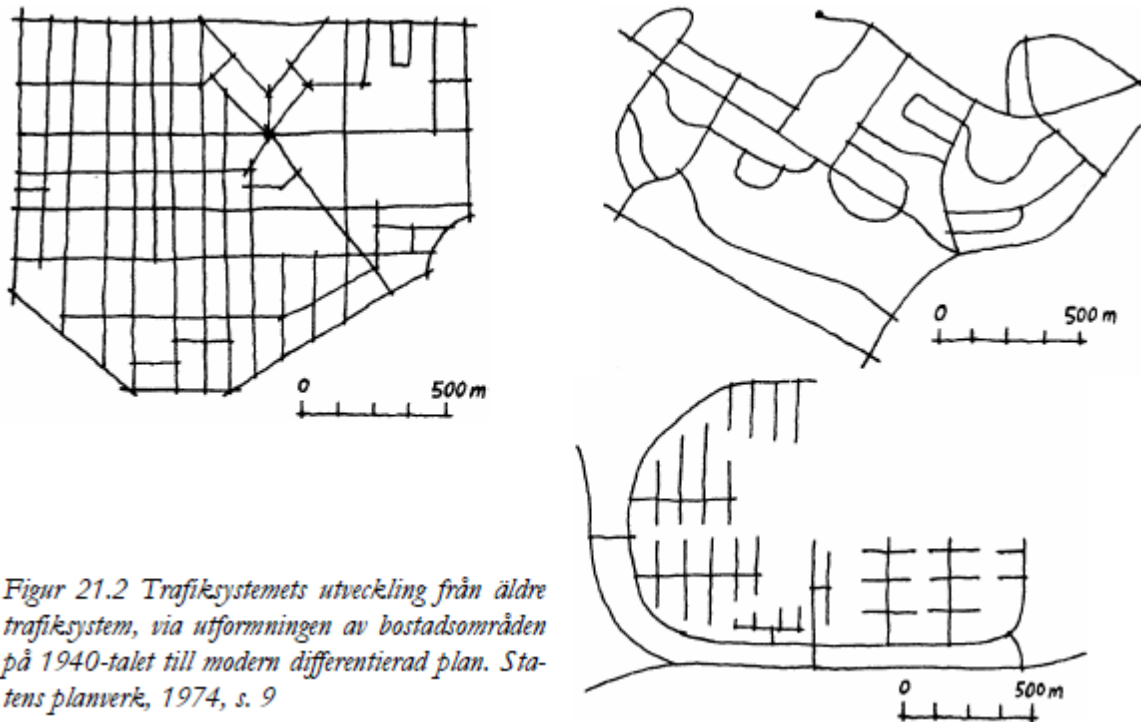 0 500 m
0 500 m
0 500 m
Figur 21.2 Trafiksystemets utveckling från äldre
trafiksystem, via utformningen av bostadsområden
på 1940-talet till modern differentierad plan. Sta-
tens planverk, 1974, s. 9